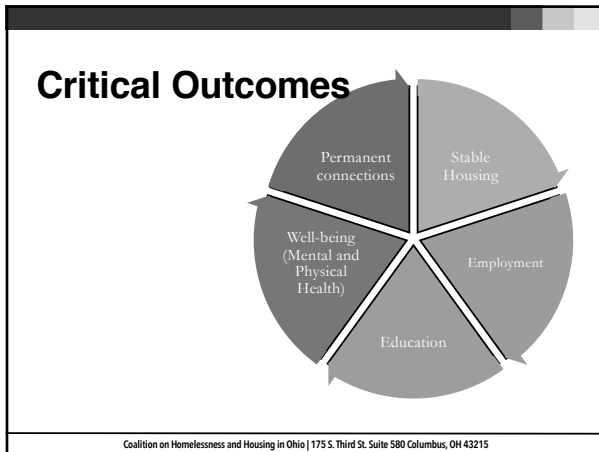 Critical Outcomes
Permanent
connections
Stable
Housing
Well-being
(Mental and
Physical
Health)
Employment
Education
Coalition on Homelessness and Housing in Ohio | 175 S. Third St. Suite 580 Columbus, OH 43215